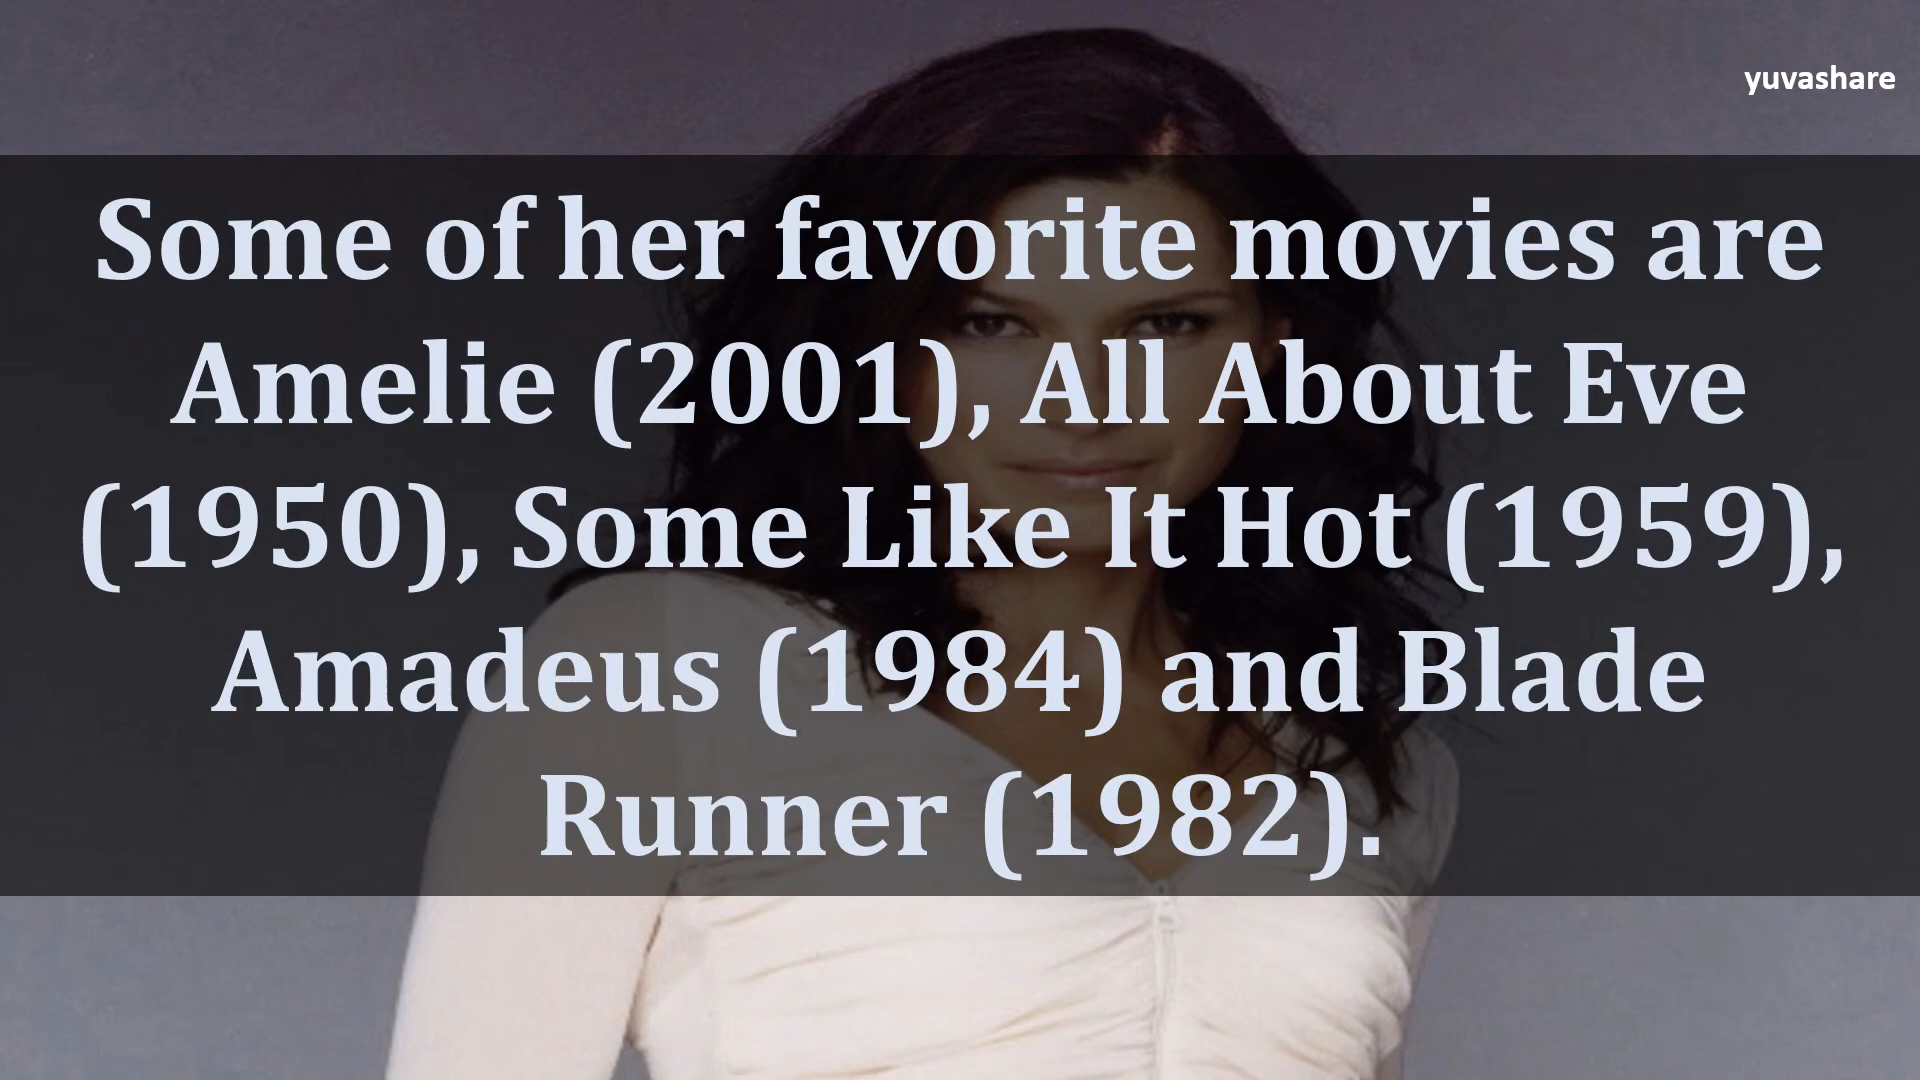 yuvashare
Some of her favorite movies are
Amelie (2001), All About Eve
(1950), Some Like It Hot (1959),
Amadeus (1984) and Blade
Runner (1982).